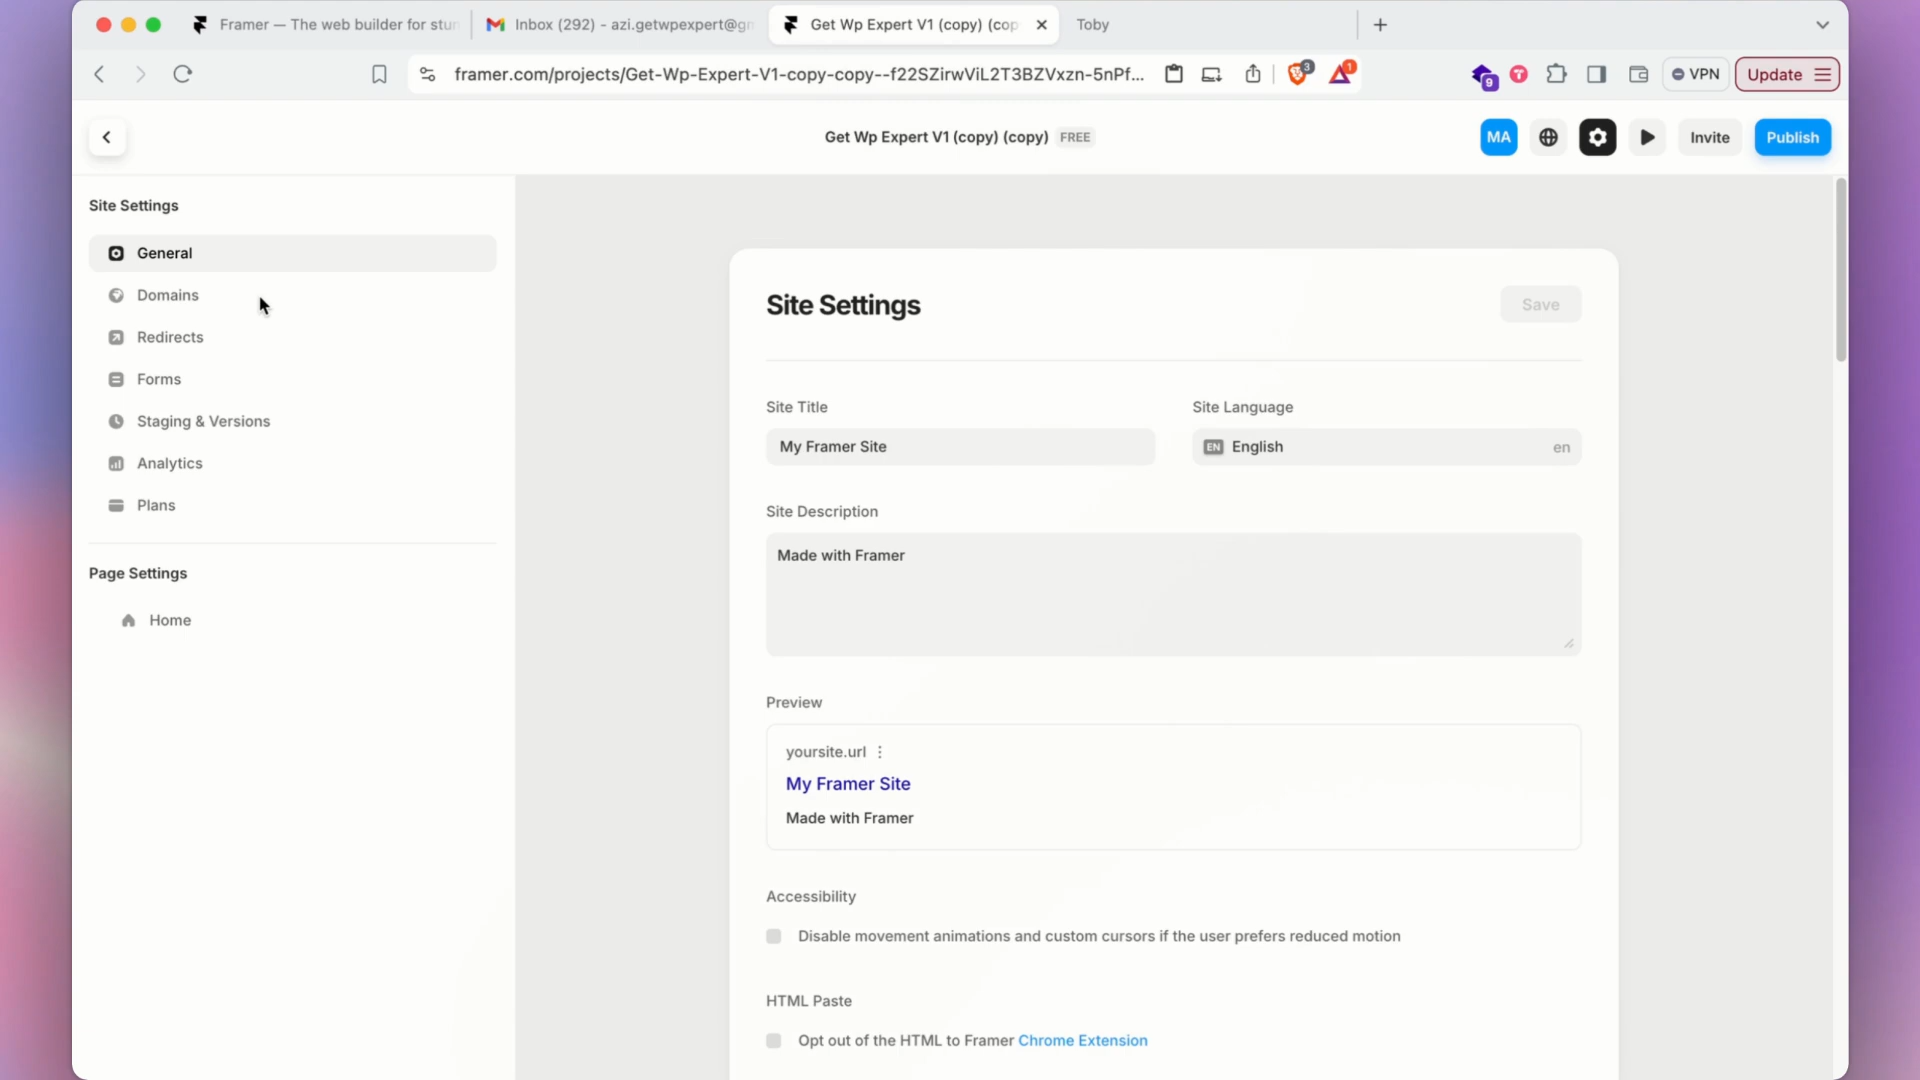 Framer — The web builder for stun
Inbox (292) - azi.getwpexpert@gm
Get Wp Expert V1 (copy) (cop
Toby
framer.com/projects/Get-Wp-Expert-V1-copy-copy--f22SZirwViL2T3BZVxzn-5nPf...
3
1
9
VPN
Update
Get Wp Expert V1 (copy) (copy) FREE
MA
Invite
Publish
Site Settings
General
Domains
Redirects
Forms
Staging & Versions
Analytics
Plans
Page Settings
Home
Site Settings
Save
Site Title
Site Language
My Framer Site
EN English en
Site Description
Made with Framer
Preview
yoursite.url
My Framer Site
Made with Framer
Accessibility
Disable movement animations and custom cursors if the user prefers reduced motion
HTML Paste
Opt out of the HTML to Framer Chrome Extension